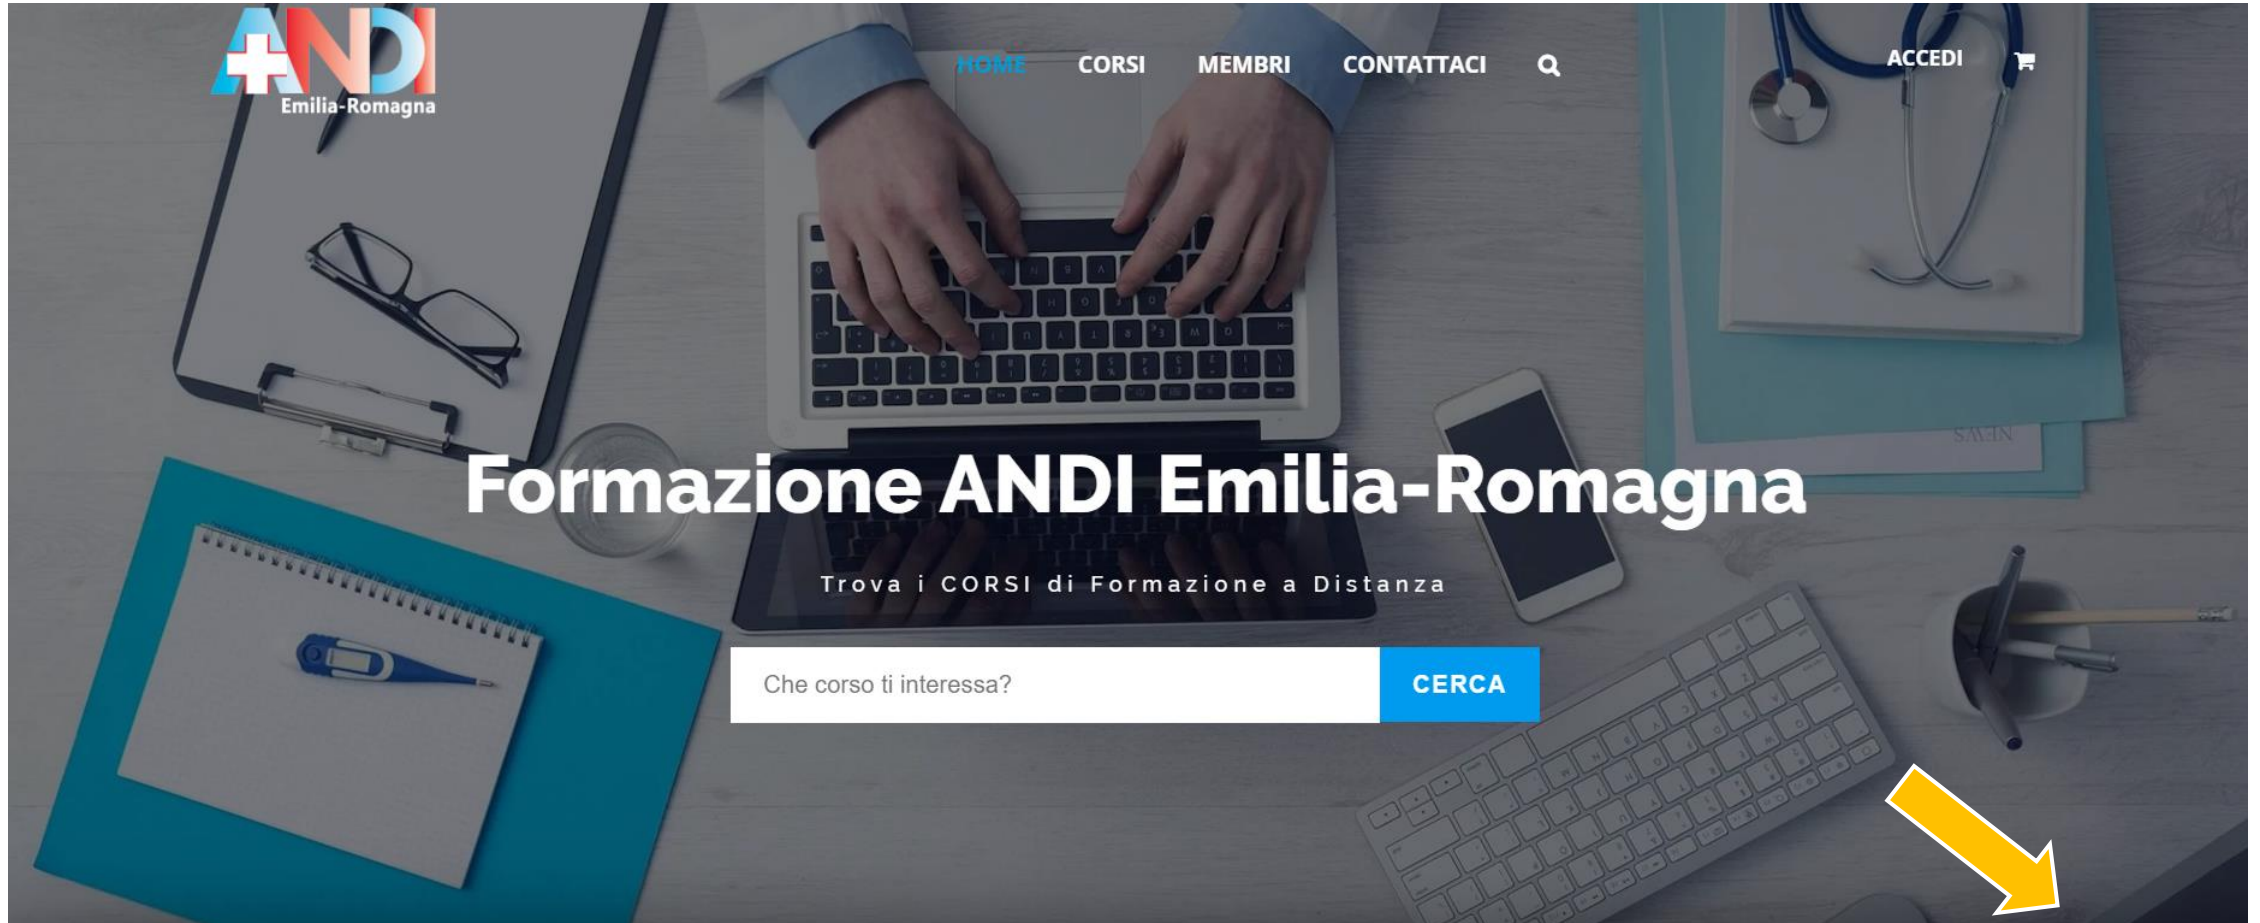 ANDI
Emilia-Romagna
HOME CORSI MEMBRI CONTATTACI ACCEDI
NEWS
Formazione ANDI Emilia-Romagna
Trova i CORSI di Formazione a Distanza
Che corso ti interessa? CERCA